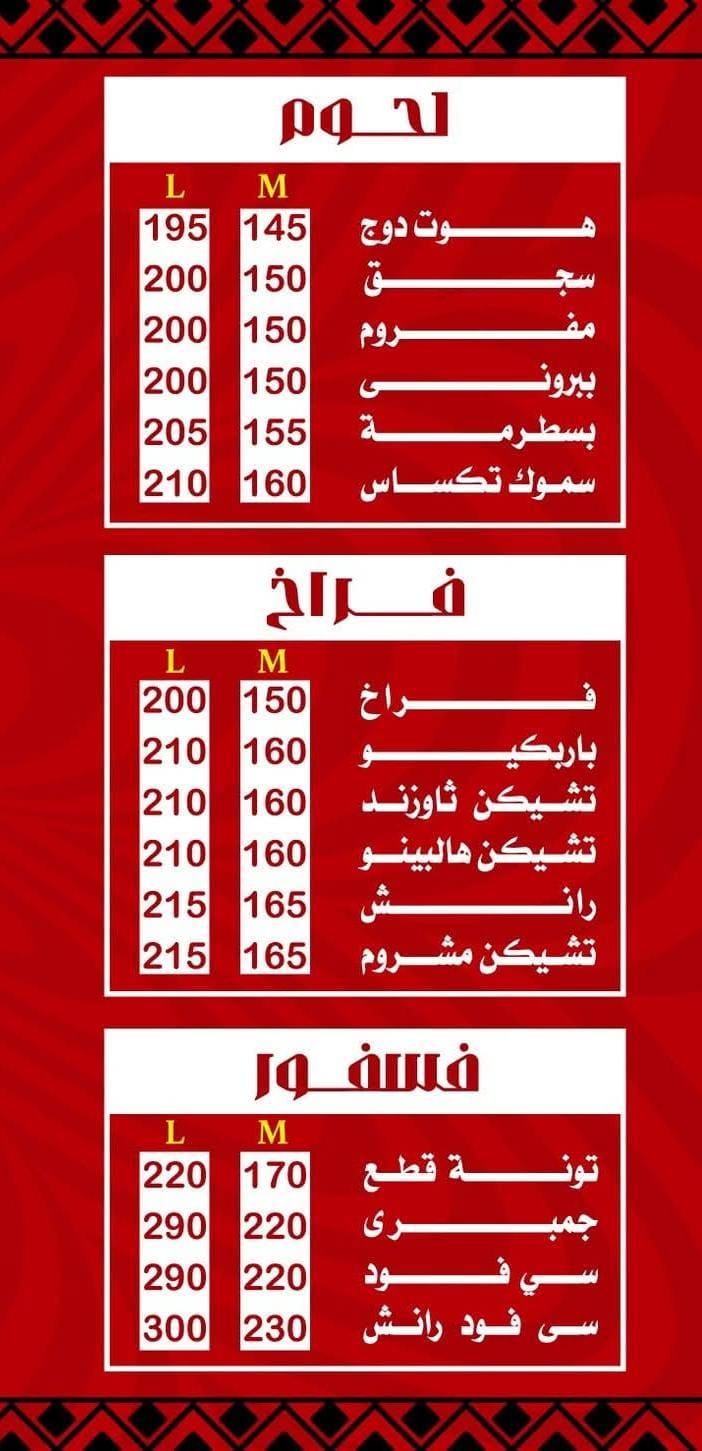 لحوم
M L
هوت دوج 145 195
سجق 150 200
مفروم 150 200
ببرونى 150 200
بسطرمة 155 205
سموك تكساس 160 210
فراخ
M L
فراخ 150 200
باربكيو 160 210
تشيكن ثاوزند 160 210
تشيكن هالبينو 160 210
رانش 165 215
تشيكن مشروم 165 215
فسفور
M L
تونة قطع 170 220
جمبرى 220 290
سي فود 220 290
سى فود رانش 230 300